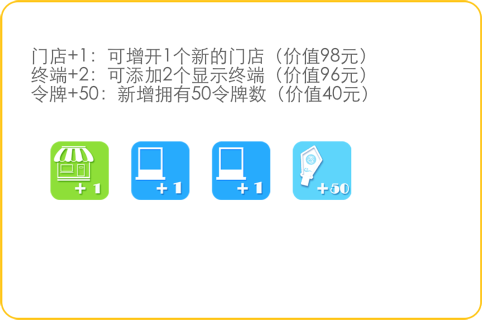 门店+1：可增开1个新的门店（价值98元）
终端+2：可添加2个显示终端（价值96元）
令牌+50：新增拥有50令牌数（价值40元）
+1 +1 +1 +50